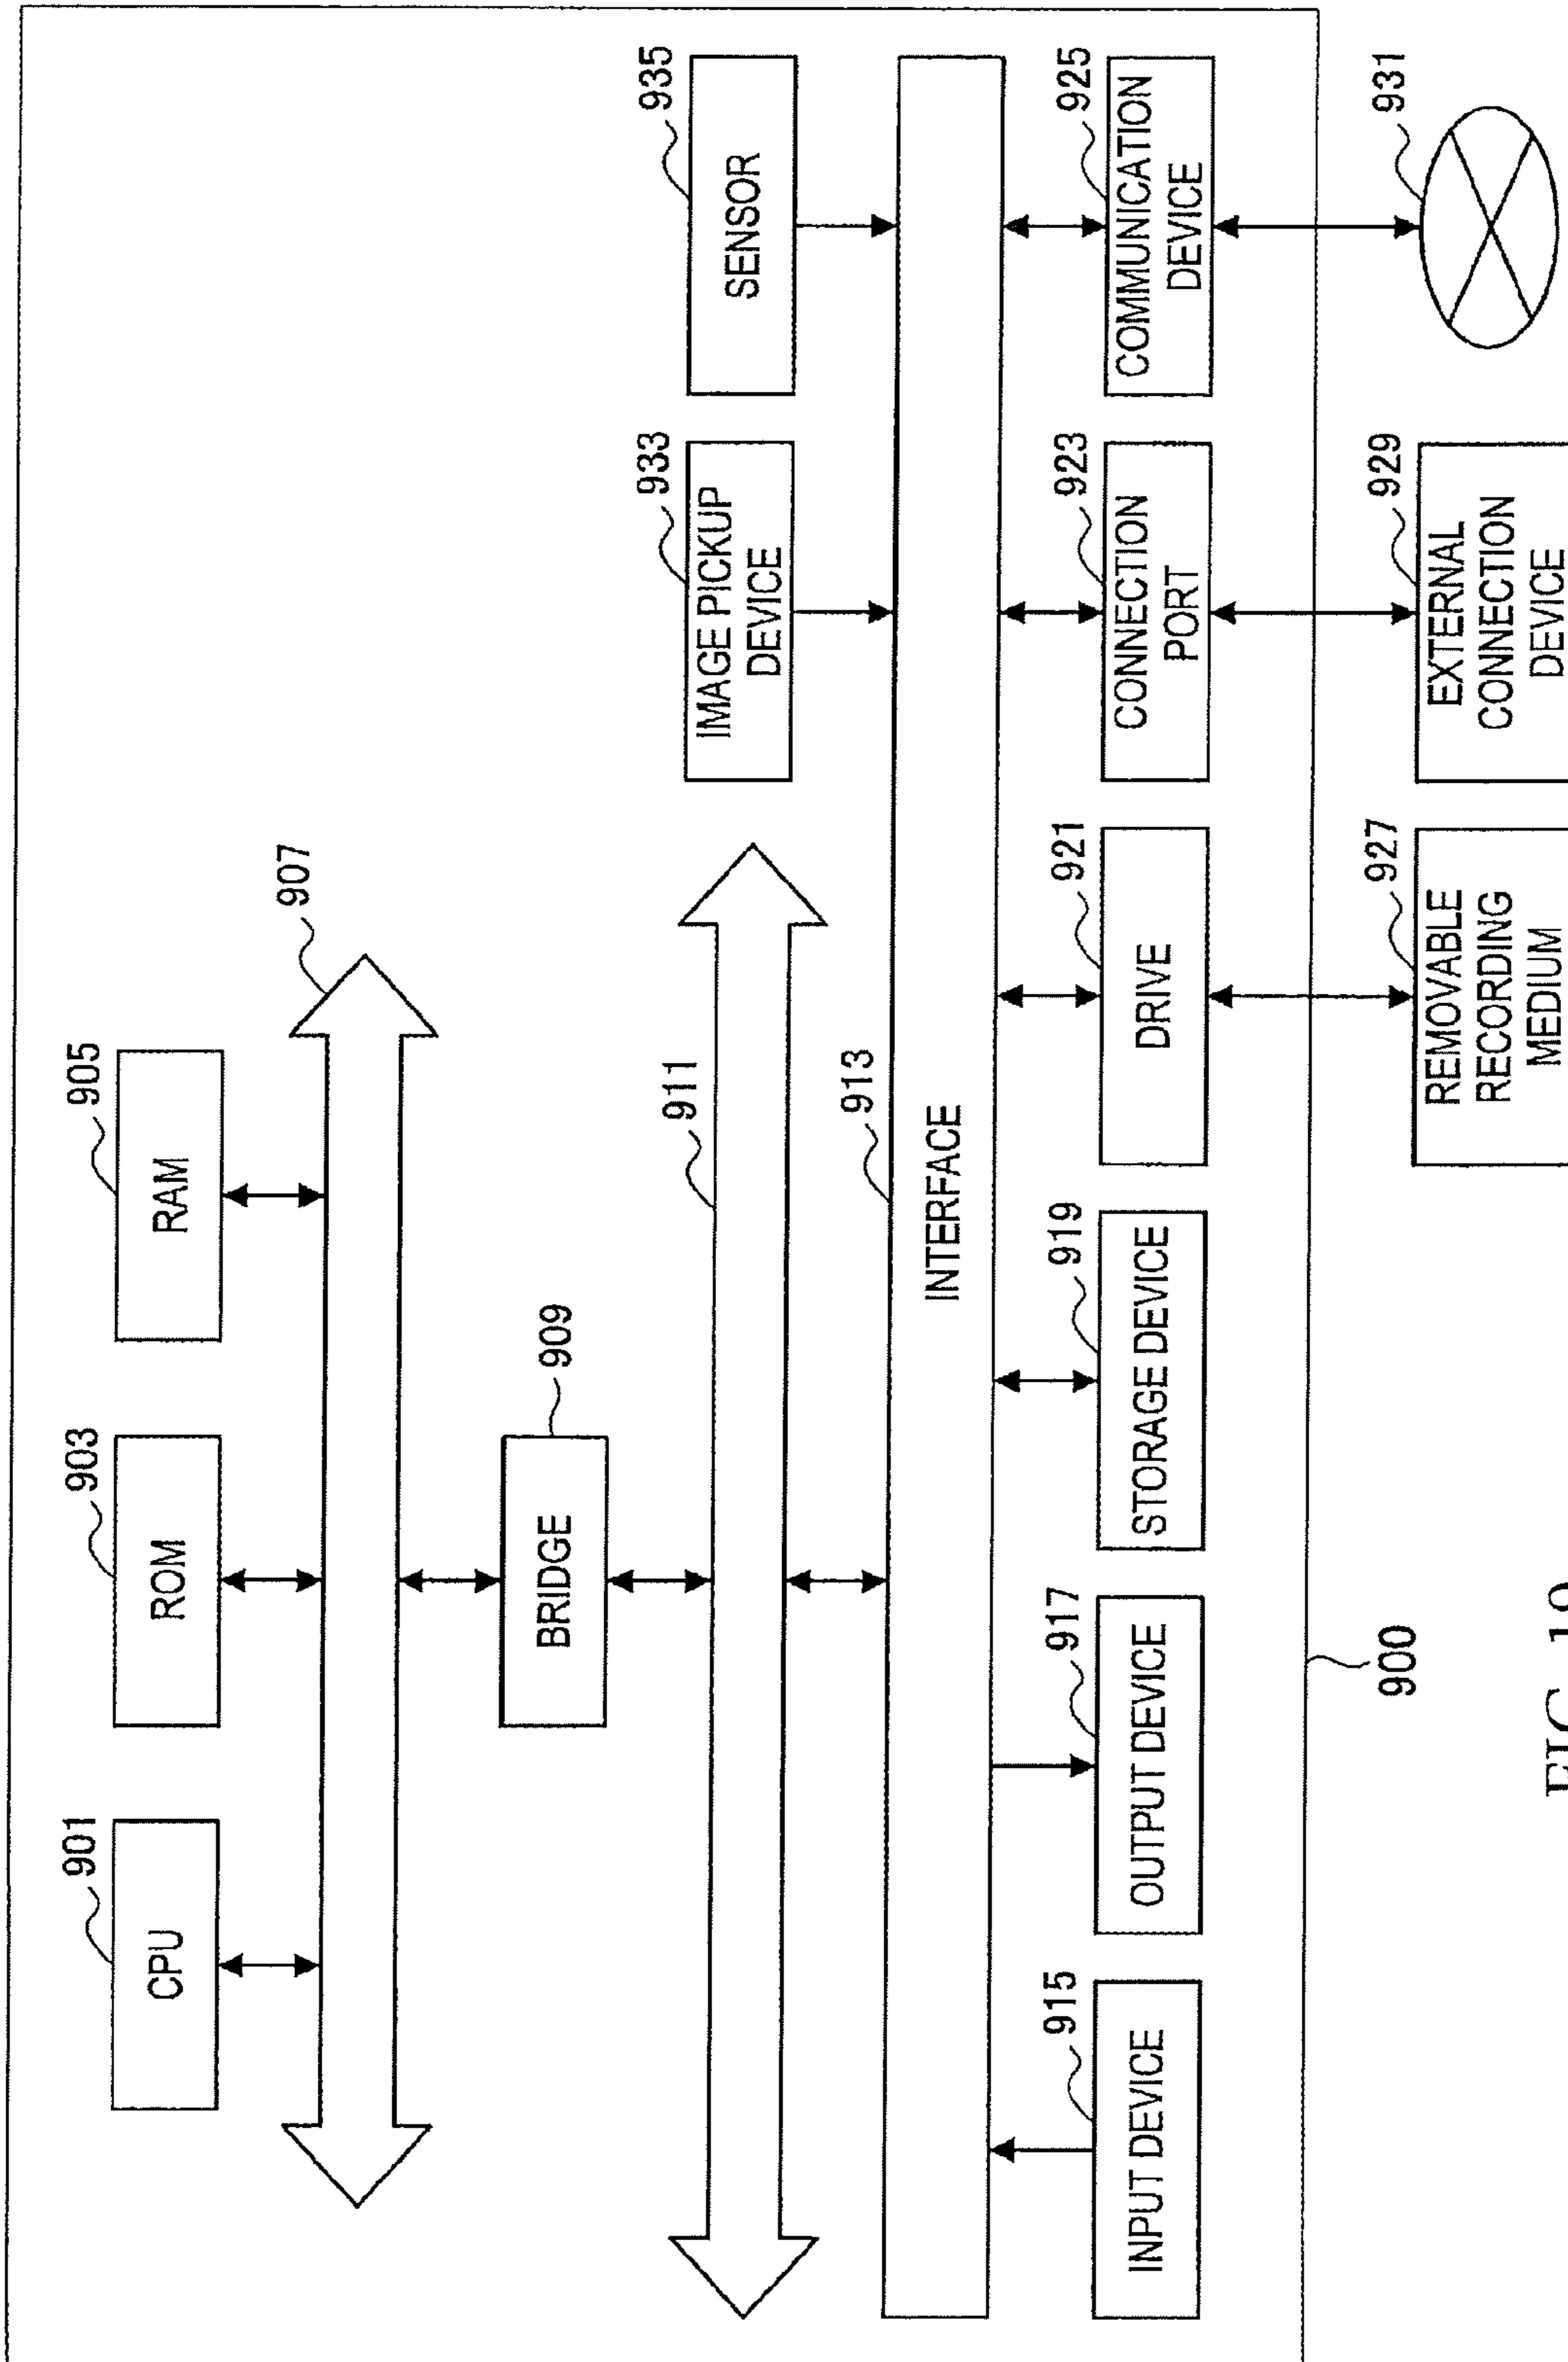 901
CPU
903
ROM
905
RAM
907
909
BRIDGE
911
933
IMAGE PICKUP
DEVICE
935
SENSOR
913
INTERFACE
915
INPUT DEVICE
917
OUTPUT DEVICE
919
STORAGE DEVICE
921
DRIVE
923
CONNECTION
PORT
925
COMMUNICATION
DEVICE
900
927
REMOVABLE
RECORDING
MEDIUM
929
EXTERNAL
CONNECTION
DEVICE
931
FIG. 19